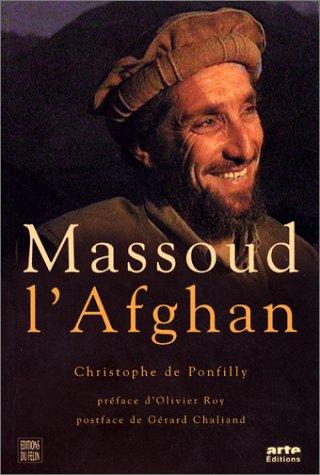 Massoud
l'Afghan
Christophe de Ponfilly
préface d'Olivier Roy
postface de Gérard Chaliand
EDITIONS
DU FELIN
arte
Editions